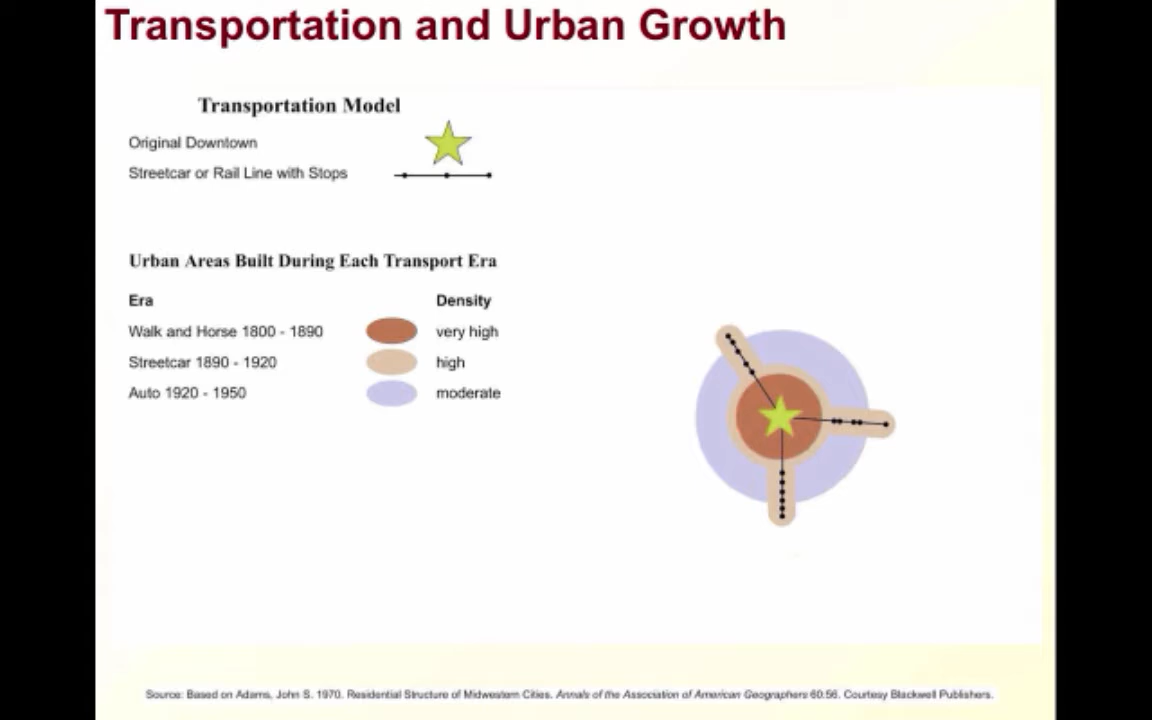 Transportation and Urban Growth
Transportation Model
Original Downtown
Streetcar or Rail Line with Stops
Urban Areas Built During Each Transport Era
Era Density
Walk and Horse 1800 - 1890 very high
Streetcar 1890 - 1920 high
Auto 1920 - 1950 moderate
Source: Based on Adams, John S. 1970. Residential Structure of Midwestern Cities. Annals of the Association of American Geographers 60:56. Courtesy Blackwell Publishers.